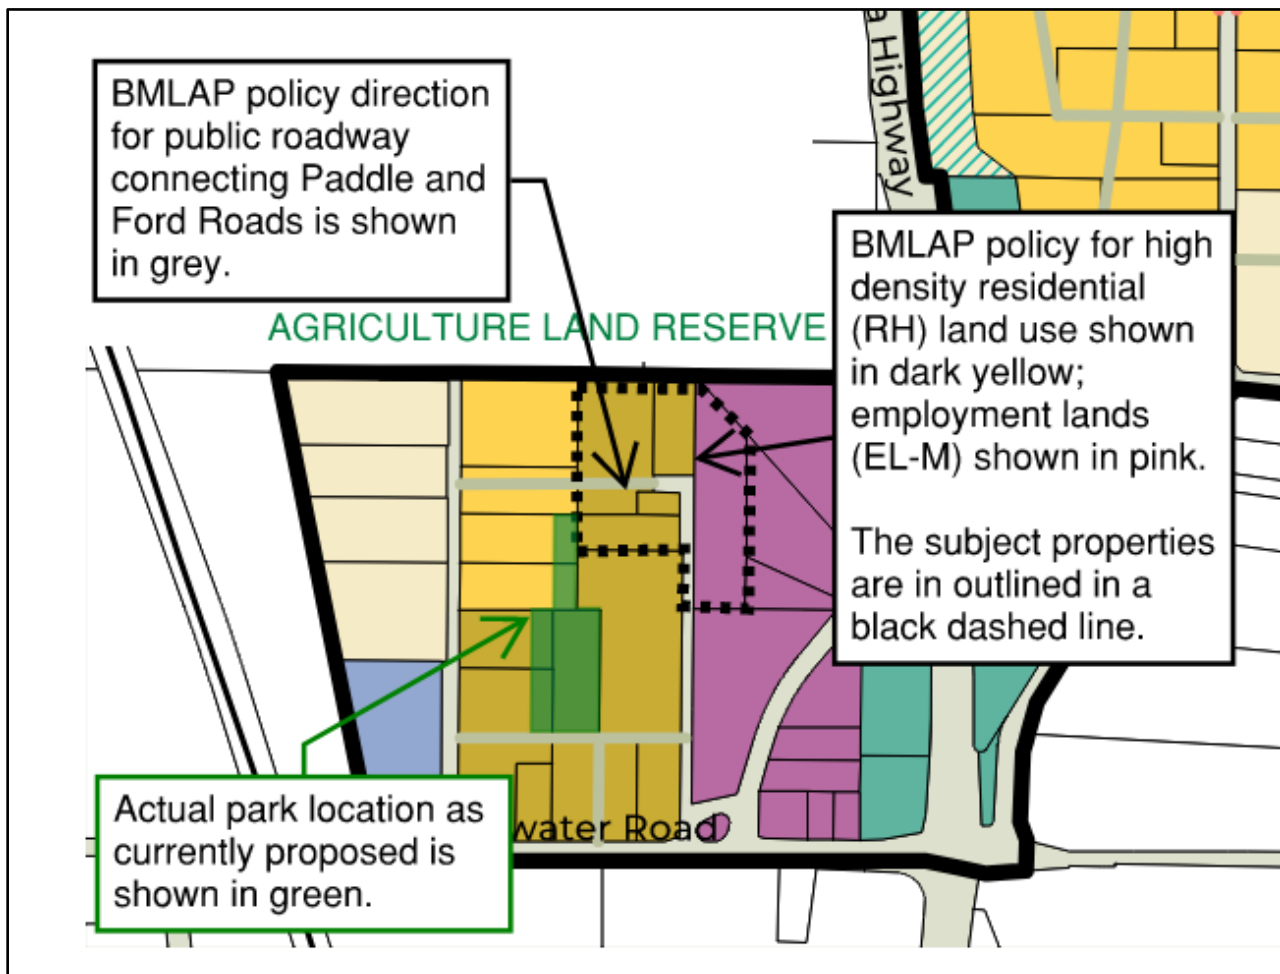 BMLAP policy direction
for public roadway
connecting Paddle and
Ford Roads is shown
in grey.
a Highway
BMLAP policy for high
density residential
(RH) land use shown
in dark yellow;
employment lands
(EL-M) shown in pink.
The subject properties
are in outlined in a
black dashed line.
AGRICULTURE LAND RESERVE
Actual park location as
currently proposed is
shown in green.
water Road